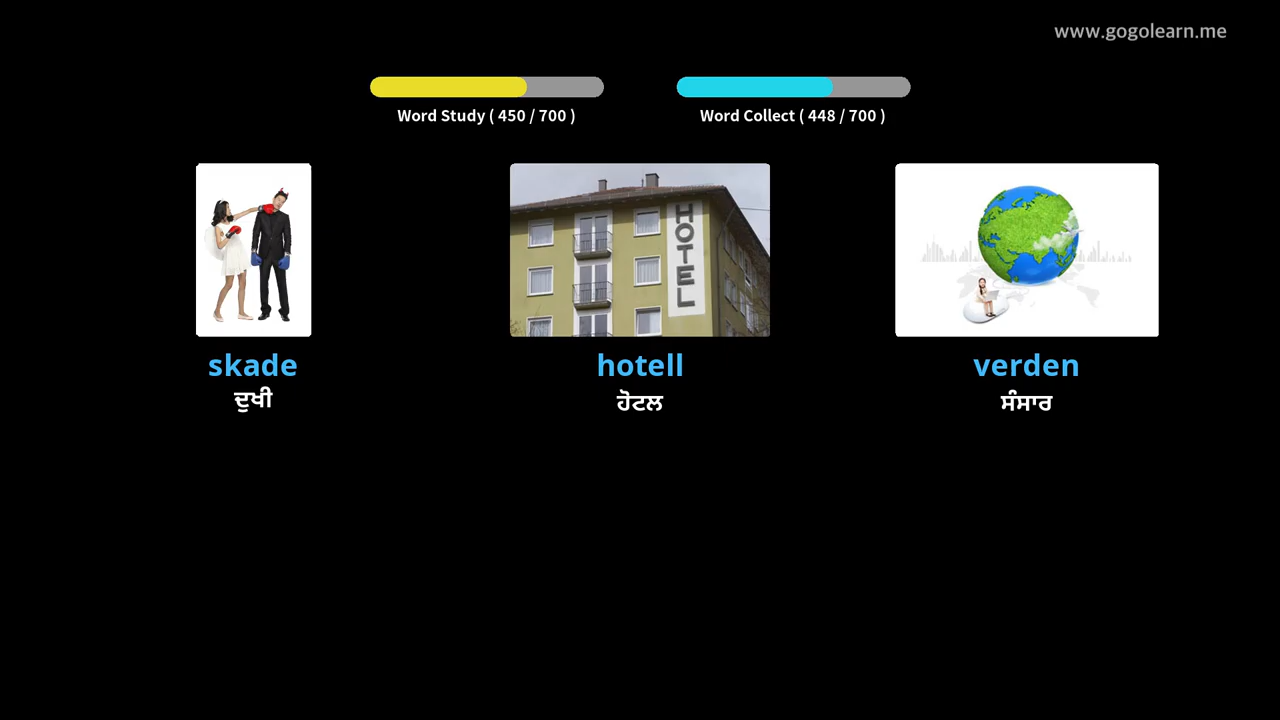 www.gogolearn.me
Word Study ( 450 / 700 )
Word Collect ( 448 / 700 )
HOTEL
skade
hotell
verden
ਦੁਖੀ
ਹੋਟਲ
ਸੰਸਾਰ